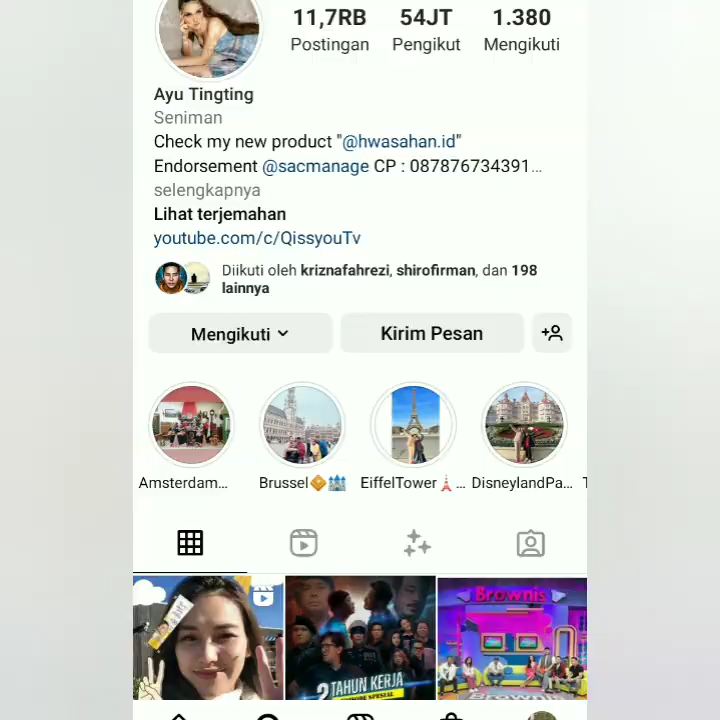 11,7RB 54JT 1.380
Postingan Pengikut Mengikuti
Ayu Tingting
Seniman
Check my new product "@hwasahan.id"
Endorsement @sacmanage CP : 087876734391...
selengkapnya
Lihat terjemahan
youtube.com/c/QissyouTv
Diikuti oleh kriznafahrezi, shirofirman, dan 198
lainnya
Mengikuti Kirim Pesan
Amsterdam... Brussel EiffelTower ... DisneylandPa...
Brownis
2 TAHUN KERJA
Brownis